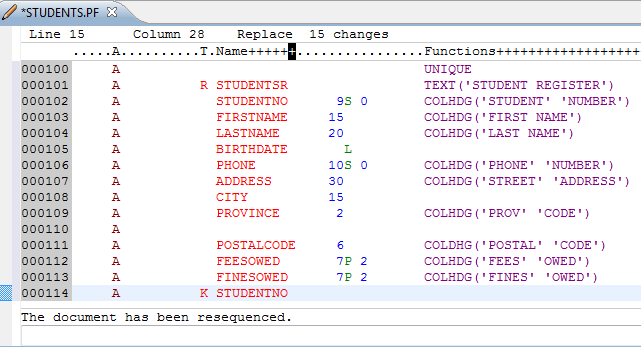 *STUDENTS.PF
Line 15 Column 28 Replace 15 changes
.....A..........T.Name++++++................Functions++++++++++++++++++
000100 A UNIQUE
000101 A R STUDENTSR TEXT('STUDENT REGISTER')
000102 A STUDENTNO 9S 0 COLHDG('STUDENT' 'NUMBER')
000103 A FIRSTNAME 15 COLHDG('FIRST NAME')
000104 A LASTNAME 20 COLHDG('LAST NAME')
000105 A BIRTHDATE L
000106 A PHONE 10S 0 COLHDG('PHONE' 'NUMBER')
000107 A ADDRESS 30 COLHDG('STREET' 'ADDRESS')
000108 A CITY 15
000109 A PROVINCE 2 COLHDG('PROV' 'CODE')
000110 A
000111 A POSTALCODE 6 COLDHG('POSTAL' 'CODE')
000112 A FEESOWED 7P 2 COLHDG('FEES' 'OWED')
000113 A FINESOWED 7P 2 COLHDG('FINES' 'OWED')
000114 A K STUDENTNO
The document has been resequenced.